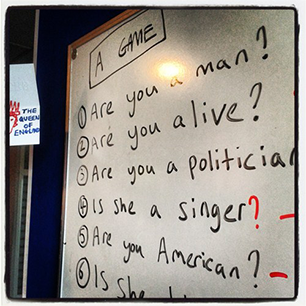 A GAME
① Are you a man?
② Are you alive?
③ Are you a politician
④ Is she a singer?
⑤ Are you American?
⑥ Is she
THE
QUEEN
OF
ENGLAND